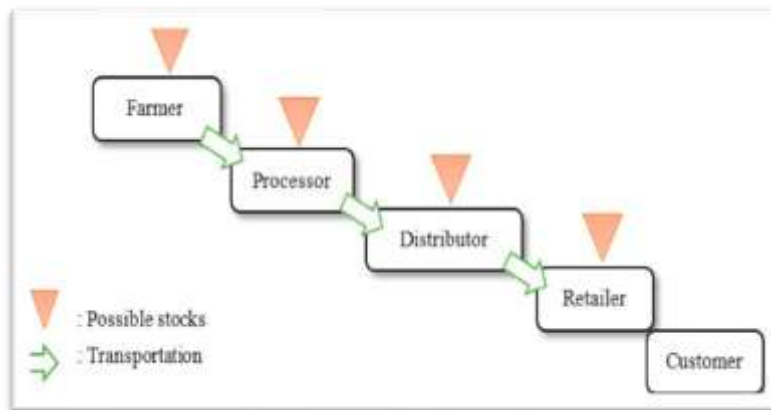 Farmer
Processor
Distributor
Retailer
Customer
: Possible stocks
: Transportation